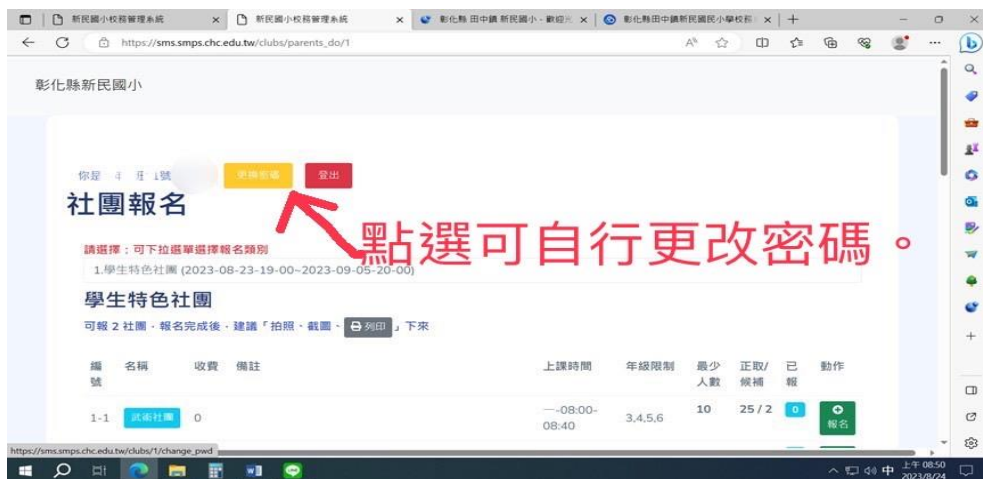 新民國小校務管理系統
新民國小校務管理系統
彰化縣 田中鎮 新民國小 - 歡迎光
彰化縣田中鎮新民國民小學校務
https://sms.smps.chc.edu.tw/clubs/parents_do/1
彰化縣新民國小
你是 1號 更換密碼 登出
社團報名
點選可自行更改密碼。
請選擇：可下拉選單選擇報名類別
1.學生特色社團 (2023-08-23-19-00~2023-09-05-20-00)
學生特色社團
可報 2 社團，報名完成後，建議「拍照、截圖、列印」下來
編號 名稱 收費 備註 上課時間 年級限制 最少人數 正取/候補 已報 動作
1-1 武術社團 0 一-08:00-08:40 3,4,5,6 10 25 / 2 0 報名
https://sms.smps.chc.edu.tw/clubs/1/change_pwd
中 上午 08:50
2023/8/24